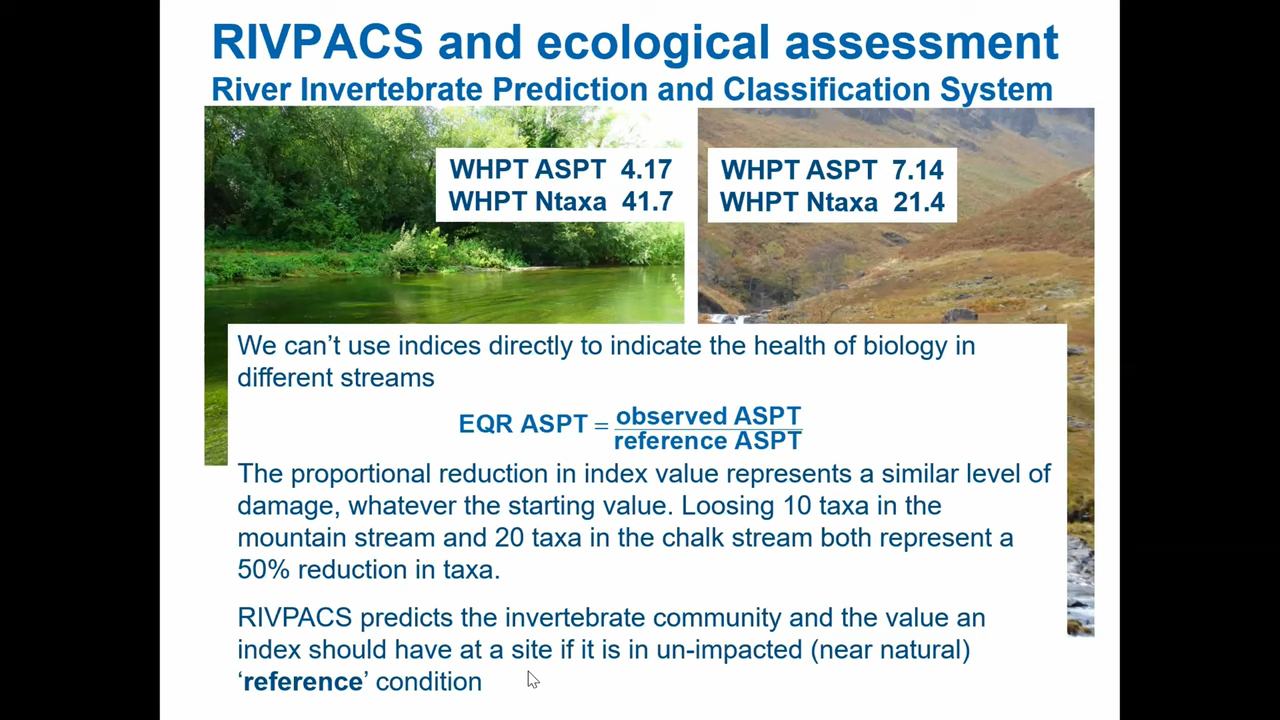 RIVPACS and ecological assessment
River Invertebrate Prediction and Classification System
WHPT ASPT 4.17
WHPT Ntaxa 41.7
WHPT ASPT 7.14
WHPT Ntaxa 21.4
We can't use indices directly to indicate the health of biology in
different streams
EQR ASPT = observed ASPT
reference ASPT
The proportional reduction in index value represents a similar level of
damage, whatever the starting value. Loosing 10 taxa in the
mountain stream and 20 taxa in the chalk stream both represent a
50% reduction in taxa.
RIVPACS predicts the invertebrate community and the value an
index should have at a site if it is in un-impacted (near natural)
‘reference’ condition